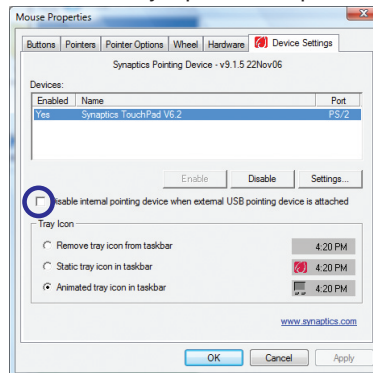 Mouse Properties
Buttons Pointers Pointer Options Wheel Hardware Device Settings
Synaptics Pointing Device - v9.1.5 22Nov06
Devices:
Enabled Name Port
Yes Synaptics TouchPad V6.2 PS/2
Enable Disable Settings...
isable internal pointing device when external USB pointing device is attached
Tray Icon
Remove tray icon from taskbar 4:20 PM
Static tray icon in taskbar 4:20 PM
Animated tray icon in taskbar 4:20 PM
www.synaptics.com
OK Cancel Apply